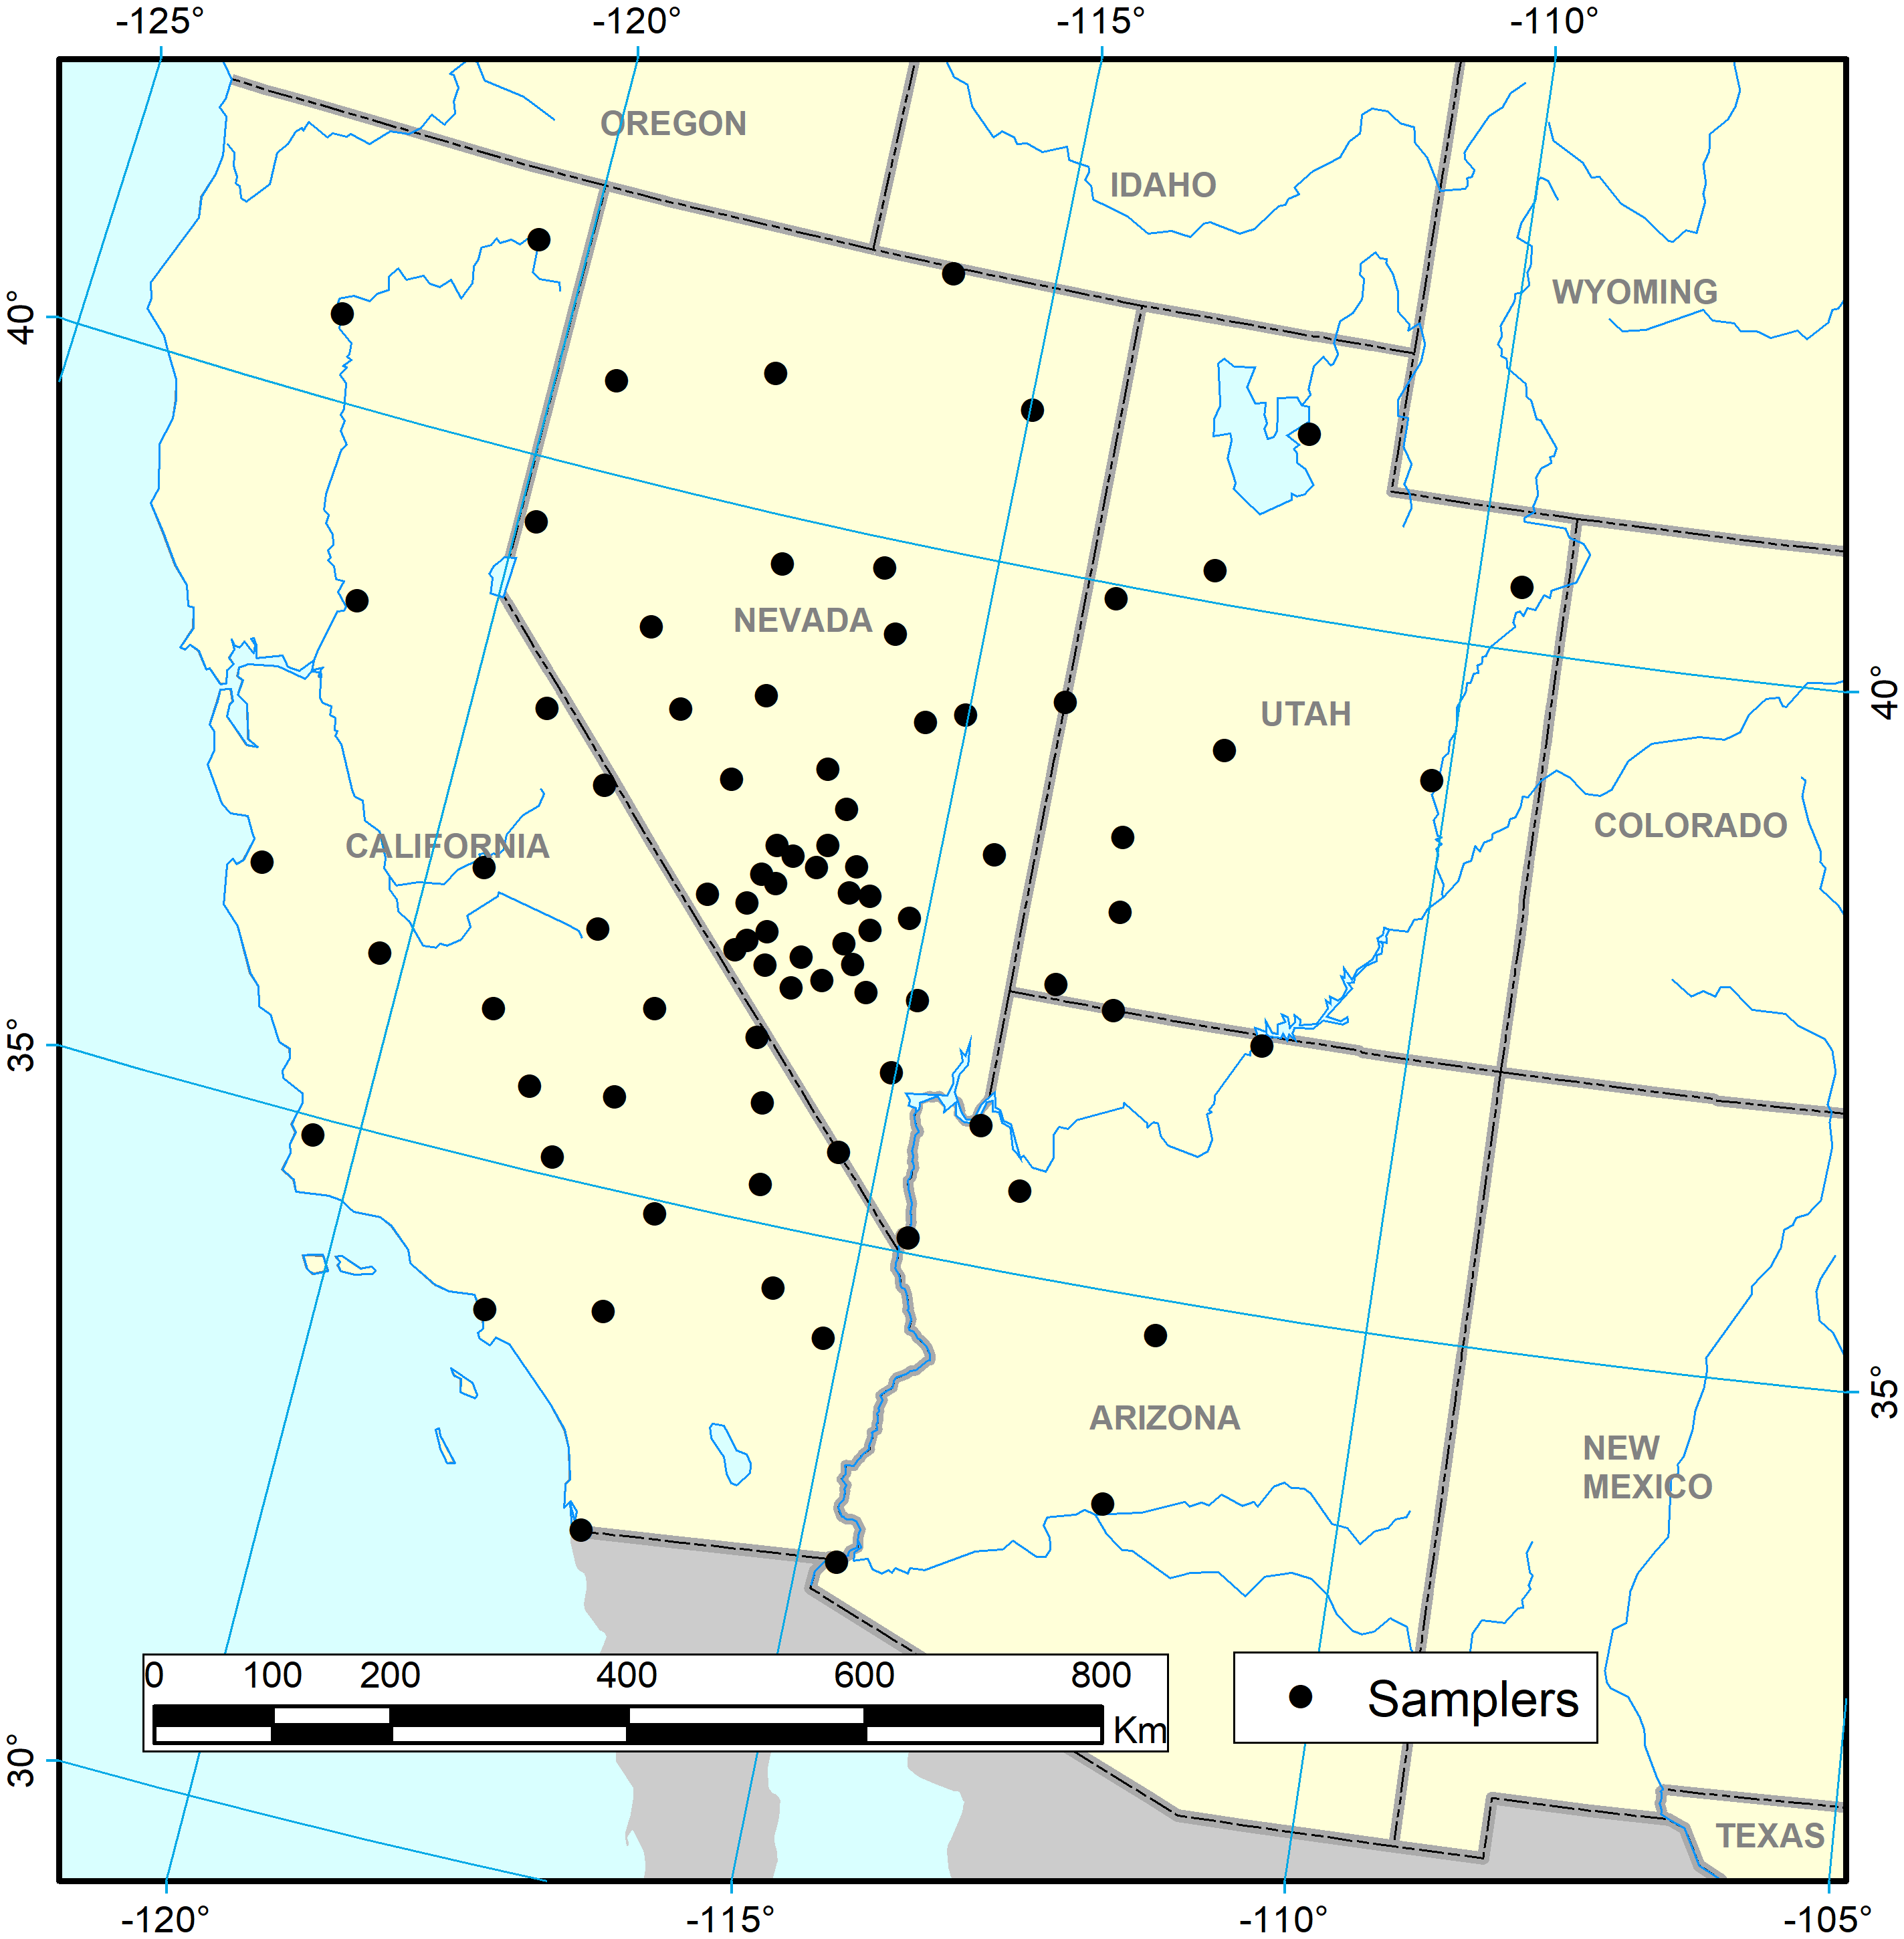 -125°
-120°
-115°
-110°
OREGON
IDAHO
WYOMING
40°
NEVADA
40°
UTAH
COLORADO
CALIFORNIA
35°
35°
ARIZONA
NEW
MEXICO
0 100 200 400 600 800
Km
Samplers
30°
TEXAS
-120°
-115°
-110°
-105°